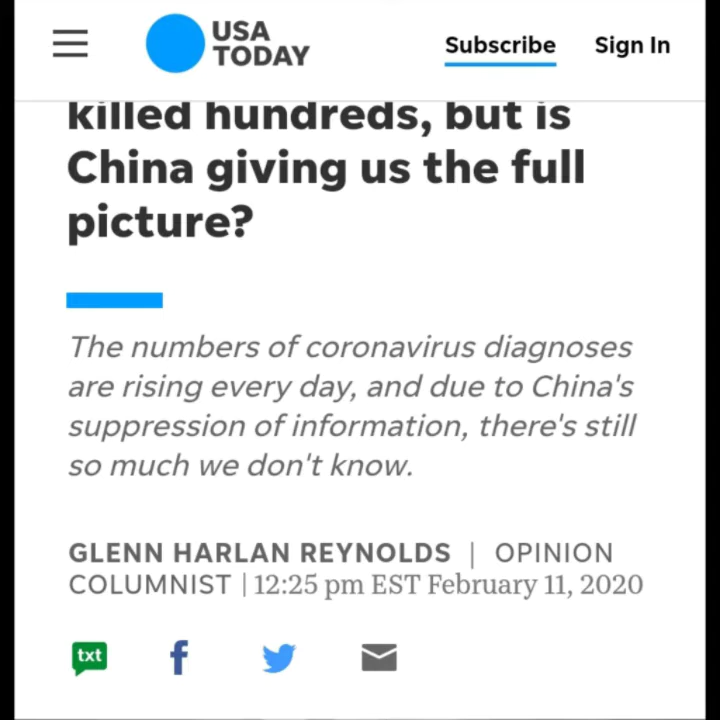 USA
TODAY
Subscribe
Sign In
killed hundreds, but is
China giving us the full
picture?
The numbers of coronavirus diagnoses
are rising every day, and due to China's
suppression of information, there's still
so much we don't know.
GLENN HARLAN REYNOLDS | OPINION
COLUMNIST | 12:25 pm EST February 11, 2020
txt